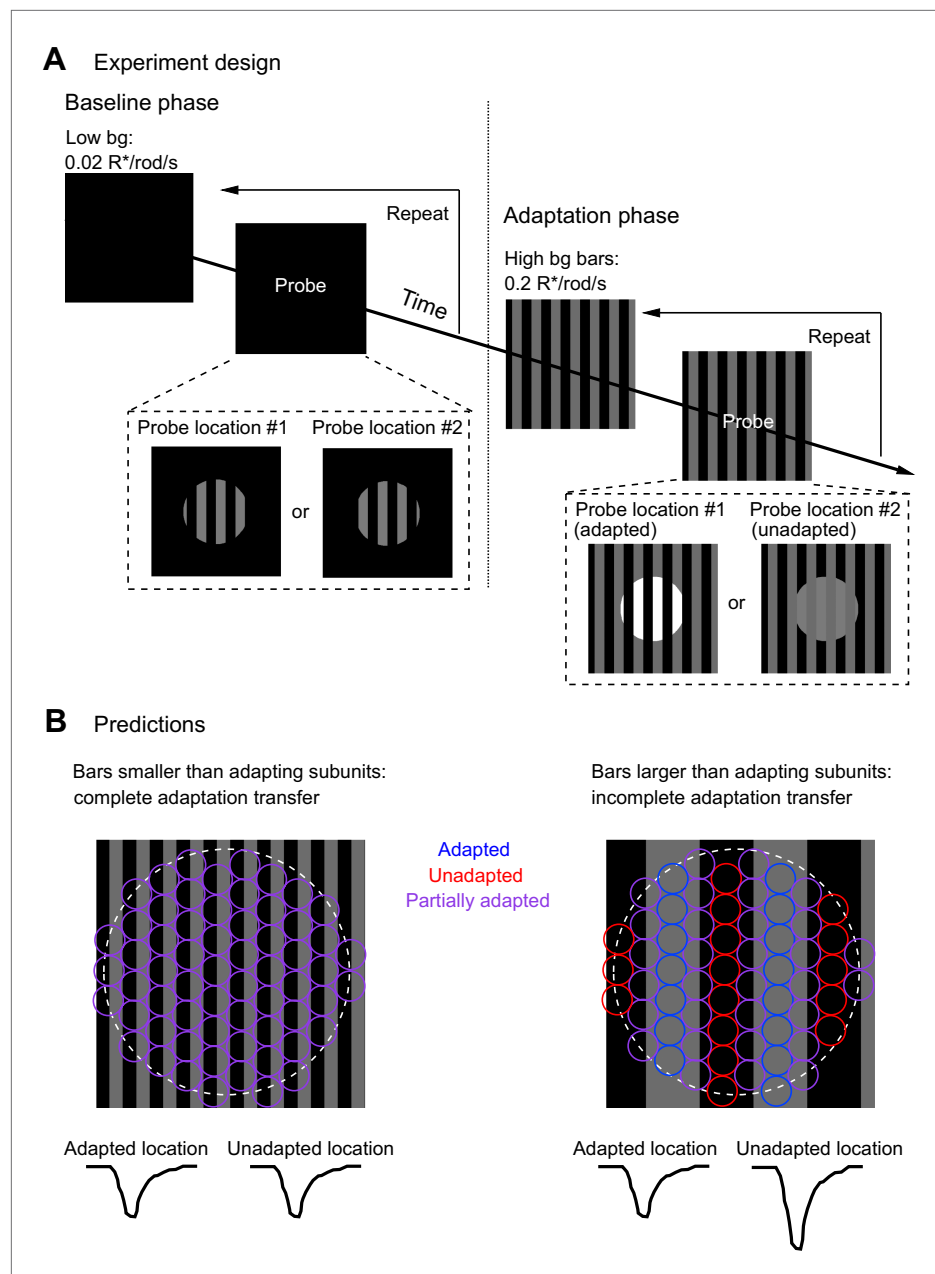 A Experiment design
Baseline phase
Low bg:
0.02 R*/rod/s
Repeat
Probe
Time
Probe location #1
Probe location #2
or
Adaptation phase
High bg bars:
0.2 R*/rod/s
Repeat
Probe
Probe location #1
(adapted)
Probe location #2
(unadapted)
or
B Predictions
Bars smaller than adapting subunits:
complete adaptation transfer
Bars larger than adapting subunits:
incomplete adaptation transfer
Adapted
Unadapted
Partially adapted
Adapted location
Unadapted location
Adapted location
Unadapted location